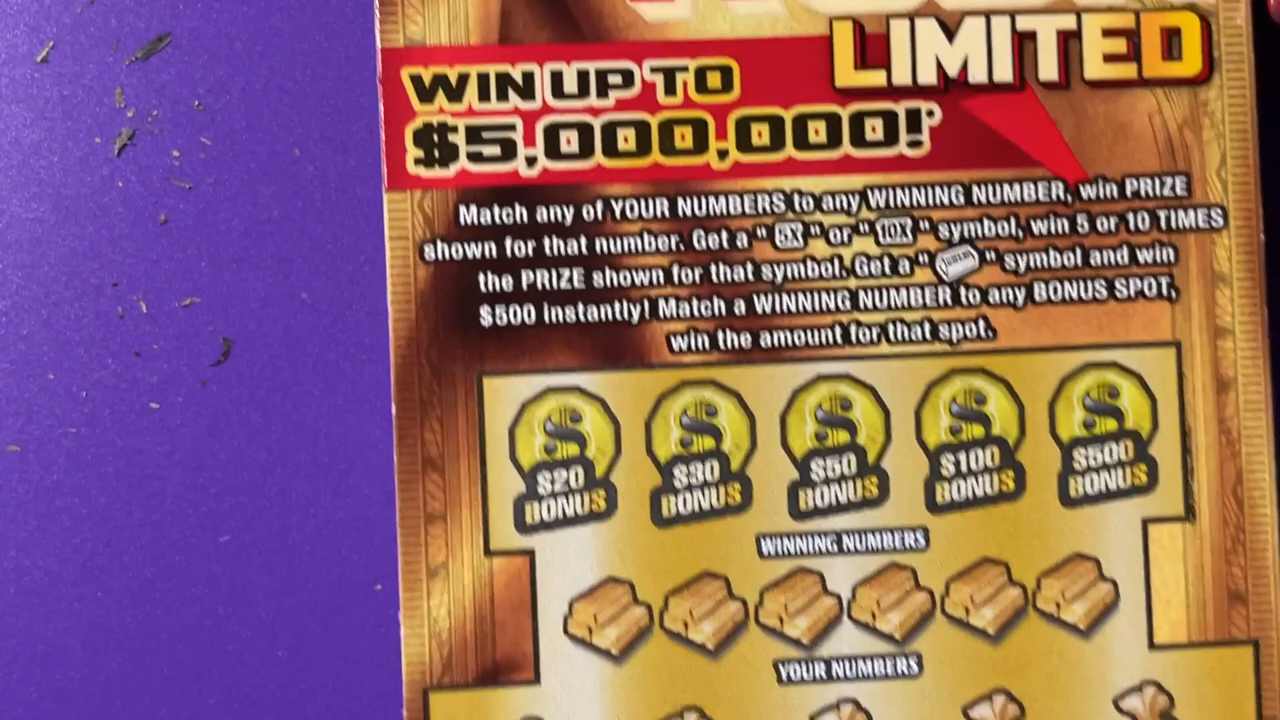 LIMITED
WIN UP TO
$5,000,000!*
Match any of YOUR NUMBERS to any WINNING NUMBER, win PRIZE
shown for that number. Get a " 5X " or " 10X " symbol, win 5 or 10 TIMES
the PRIZE shown for that symbol. Get a " " symbol and win
$500 instantly! Match a WINNING NUMBER to any BONUS SPOT,
win the amount for that spot.
$20 BONUS
$30 BONUS
$50 BONUS
$100 BONUS
$500 BONUS
WINNING NUMBERS
YOUR NUMBERS